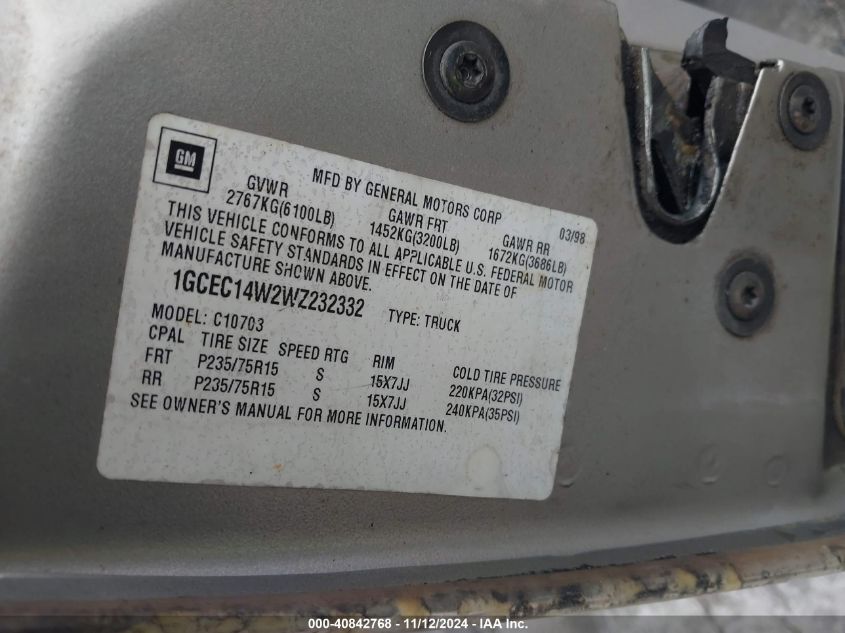 GM
MFD BY GENERAL MOTORS CORP
03/98
GVWR GAWR FRT GAWR RR
2767KG(6100LB) 1452KG(3200LB) 1672KG(3686LB)
THIS VEHICLE CONFORMS TO ALL APPLICABLE U.S. FEDERAL MOTOR
VEHICLE SAFETY STANDARDS IN EFFECT ON THE DATE OF
MANUFACTURE SHOWN ABOVE.
1GCEC14W2WZ232332 TYPE: TRUCK
MODEL: C10703
CPAL TIRE SIZE SPEED RTG RIM COLD TIRE PRESSURE
FRT P235/75R15 S 15X7JJ 220KPA(32PSI)
RR P235/75R15 S 15X7JJ 240KPA(35PSI)
SEE OWNER'S MANUAL FOR MORE INFORMATION.
000-40842768 - 11/12/2024 - IAA Inc.